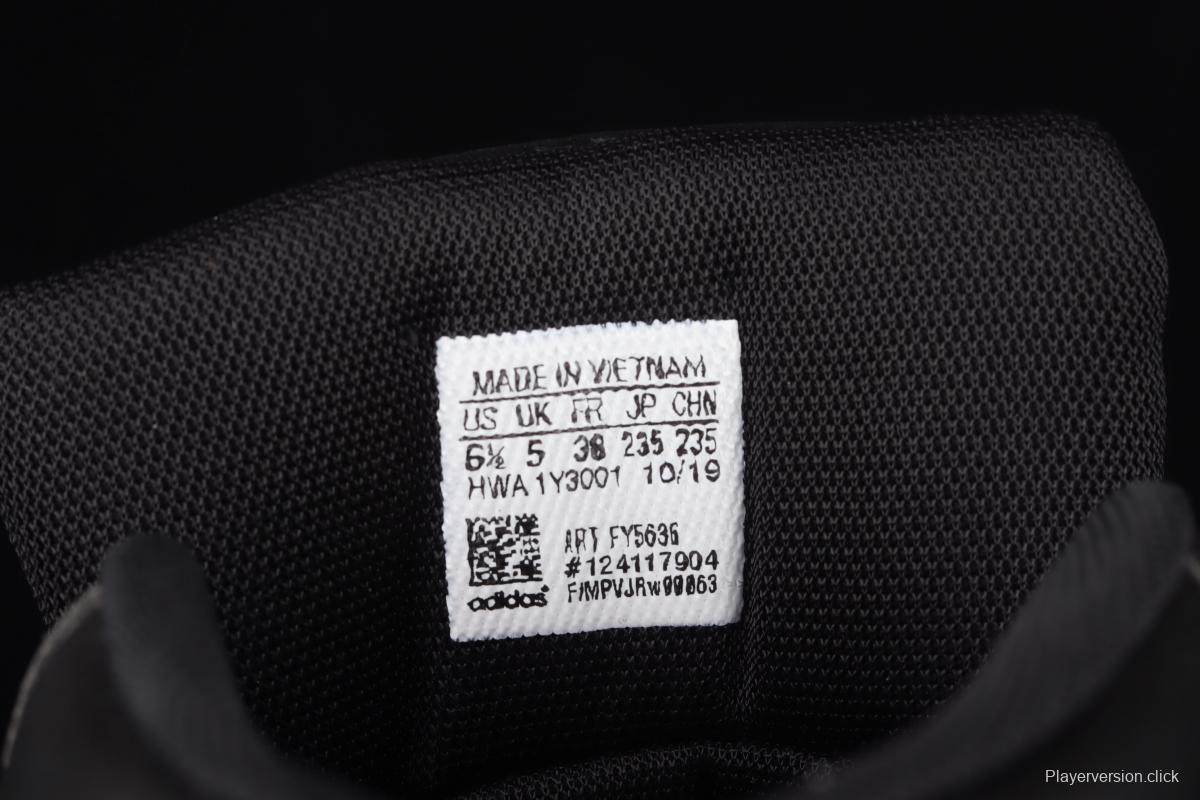 MADE IN VIETNAM
US UK FR JP CHN
6½ 5 38 235 235
HWA 1Y3001 10/19
ART FY5636
#124117904
adidas
Playerversion.click